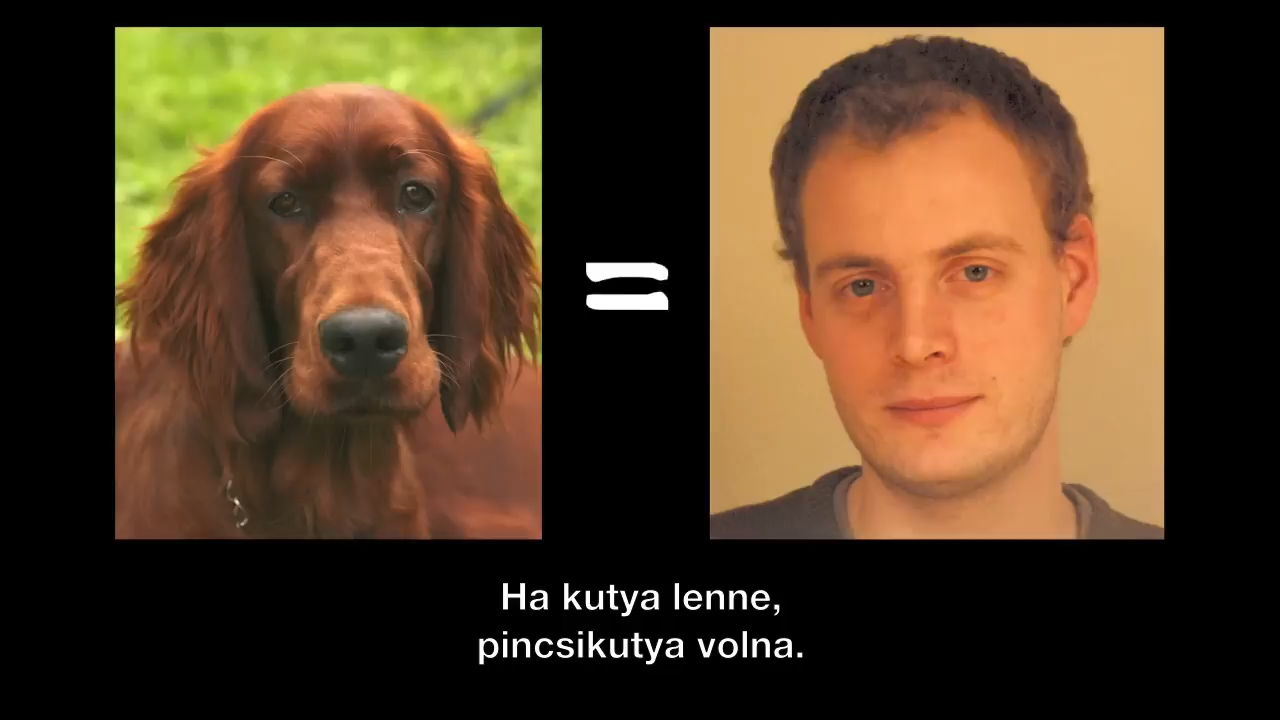 =
Ha kutya lenne,
pincsikutya volna.